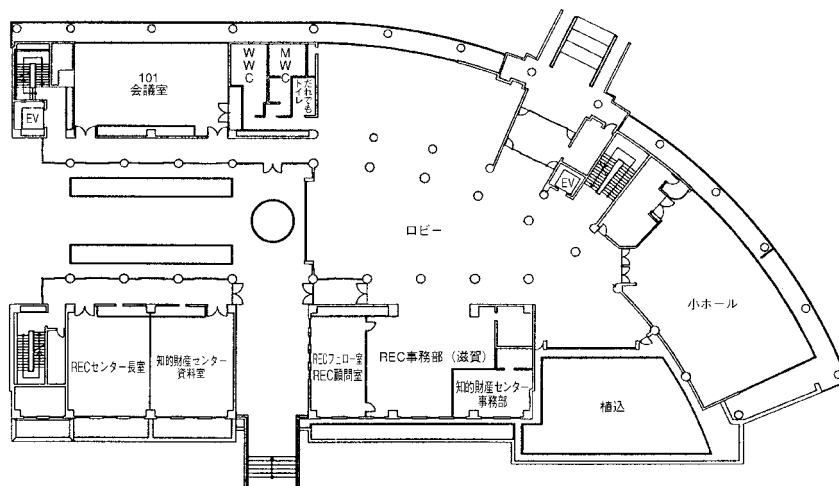 101
会議室
WWC
MWC
だれでも
トイレ
EV
EV
ロビー
小ホール
RECセンター長室
知的財産センター
資料室
RECフェロー室
REC顧問室
REC事務部（滋賀）
知的財産センター
事務部
植込